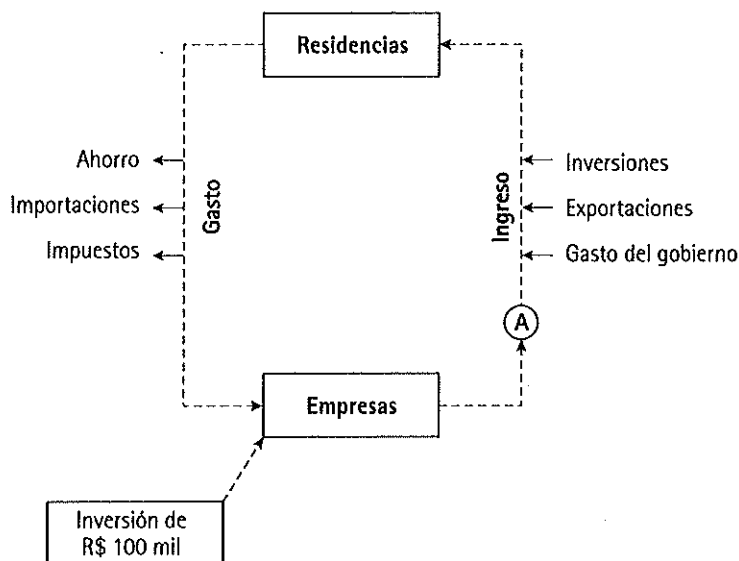 Residencias
Ahorro
Importaciones
Impuestos
Gasto
Ingreso
Inversiones
Exportaciones
Gasto del gobierno
A
Empresas
Inversión de
R$ 100 mil